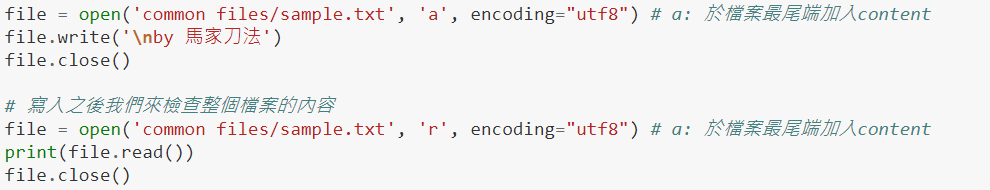 file = open('common files/sample.txt', 'a', encoding="utf8") # a: 於檔案最尾端加入content
file.write('\nby 馬家刀法')
file.close()
# 寫入之後我們來檢查整個檔案的內容
file = open('common files/sample.txt', 'r', encoding="utf8") # a: 於檔案最尾端加入content
print(file.read())
file.close()